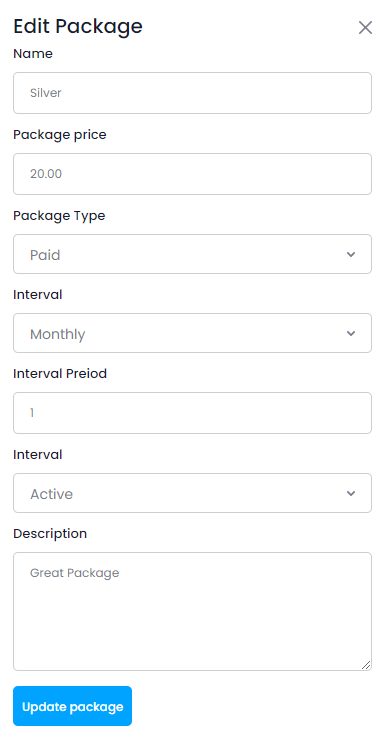 Edit Package
Name
Silver
Package price
20.00
Package Type
Paid
Interval
Monthly
Interval Preiod
1
Interval
Active
Description
Great Package
Update package